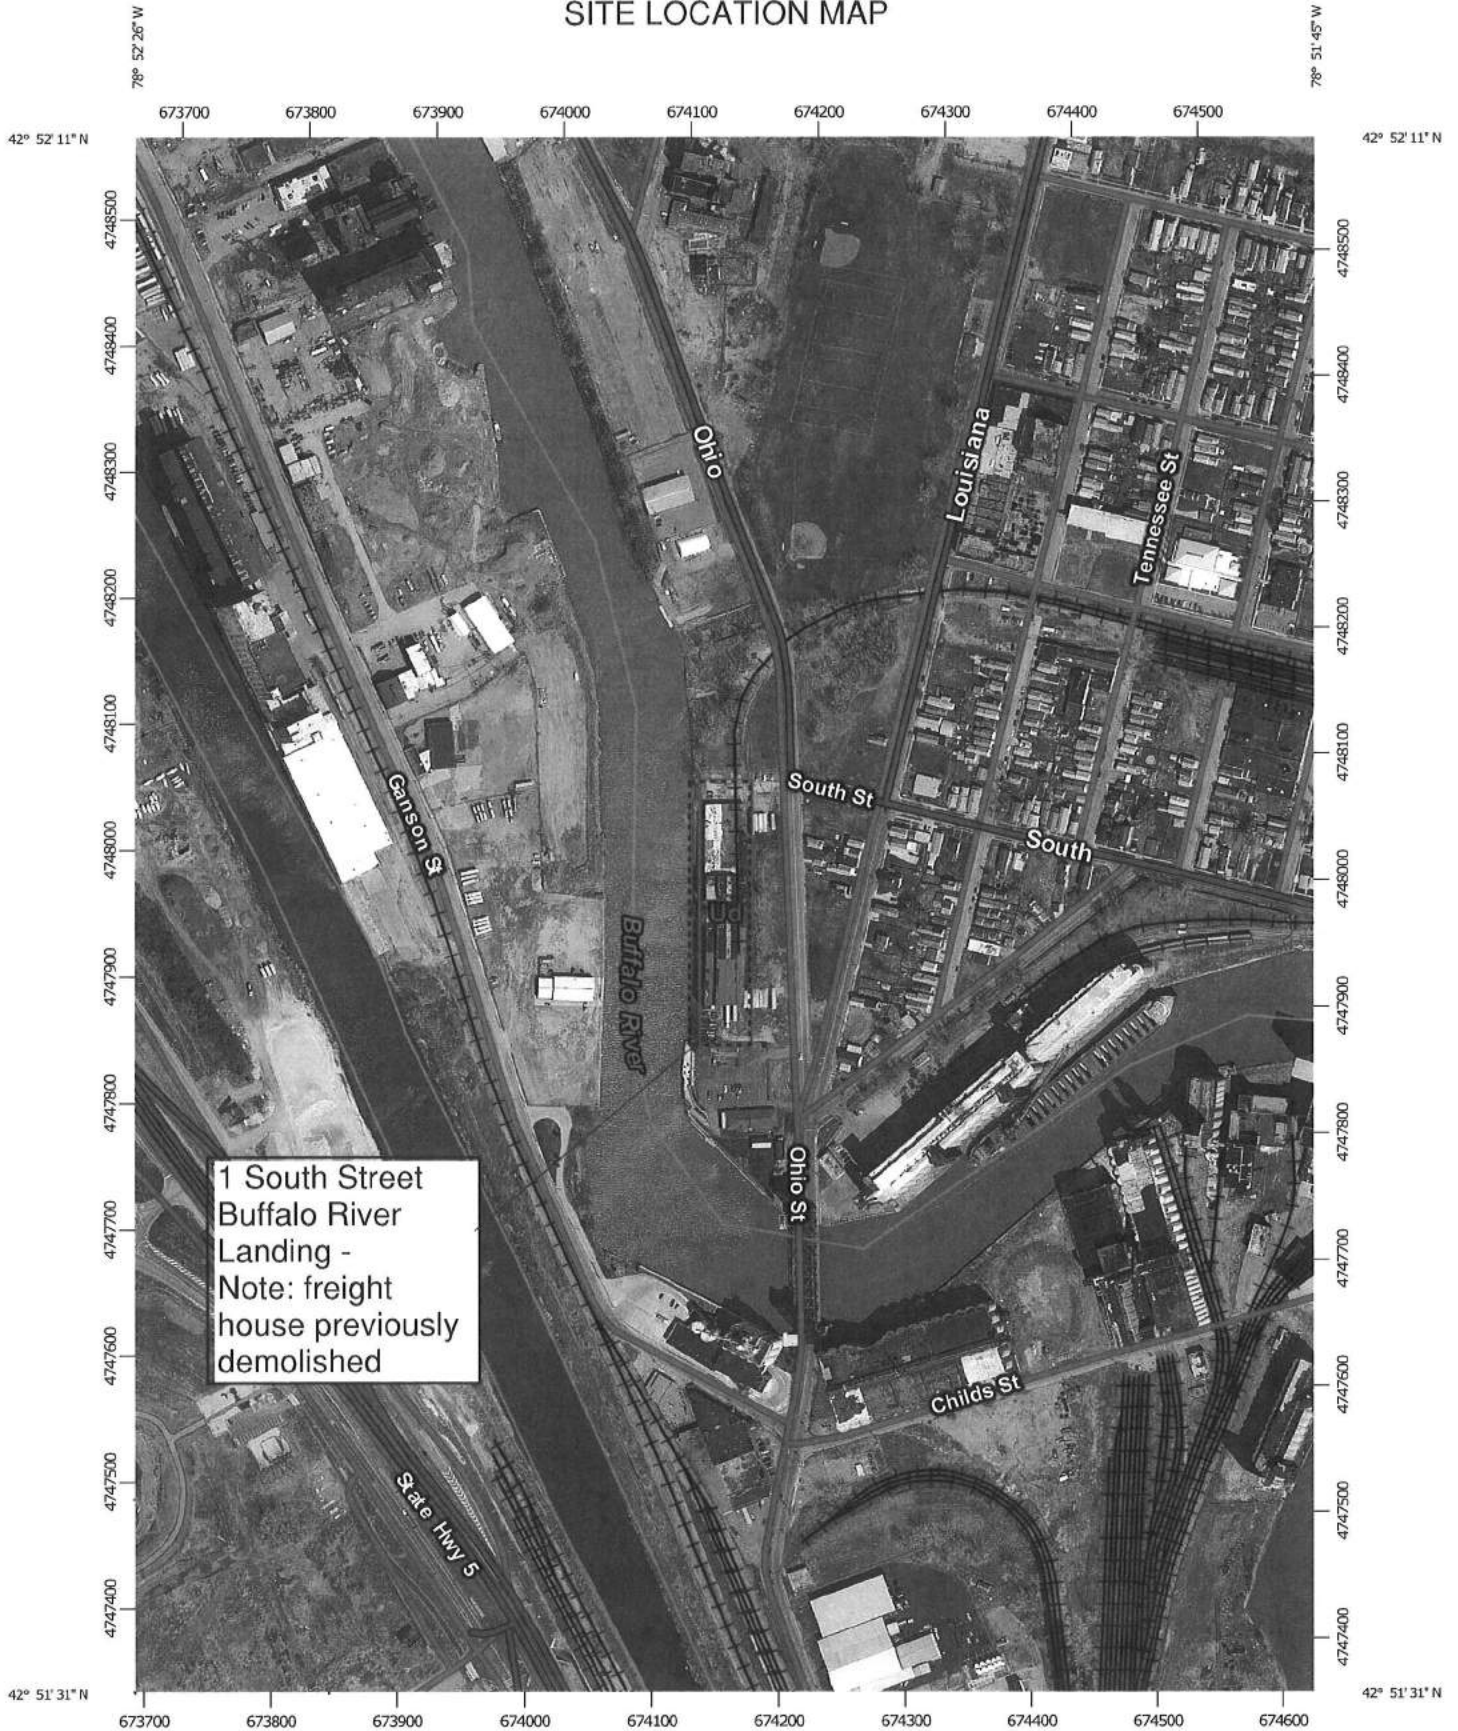 SITE LOCATION MAP
78° 52' 26" W
78° 51' 45" W
673700 673800 673900 674000 674100 674200 674300 674400 674500
42° 52' 11" N
42° 52' 11" N
4748500
4748500
4748400
4748400
4748300
4748300
4748200
4748200
4748100
4748100
4748000
4748000
4747900
4747900
4747800
4747800
4747700
4747700
4747600
4747600
4747500
4747500
4747400
4747400
Ohio
Louisiana
Tennessee St
Ganson St
South St
South
Buffalo River
Ohio St
1 South Street
Buffalo River
Landing -
Note: freight
house previously
demolished
Childs St
State Hwy 5
42° 51' 31" N
42° 51' 31" N
673700 673800 673900 674000 674100 674200 674300 674400 674500 674600